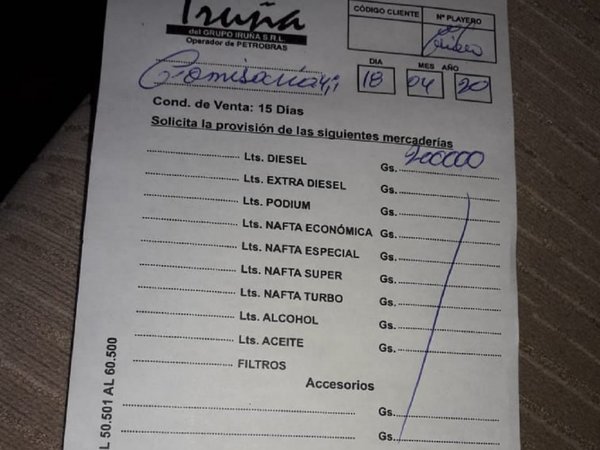 Iruña
del GRUPO IRUÑA S.R.L.
Operador de PETROBRAS
CÓDIGO CLIENTE
Nº PLAYERO
DIA MES AÑO
Comisaria 18 04 20
Cond. de Venta: 15 Días
Solicita la provisión de las siguientes mercaderías
Lts. DIESEL Gs. 200000
Lts. EXTRA DIESEL Gs.
Lts. PODIUM Gs.
Lts. NAFTA ECONÓMICA Gs.
Lts. NAFTA ESPECIAL Gs.
Lts. NAFTA SUPER Gs.
Lts. NAFTA TURBO Gs.
Lts. ALCOHOL Gs.
Lts. ACEITE Gs.
FILTROS
Accesorios
Gs.
Gs.
L 50.501 AL 60.500